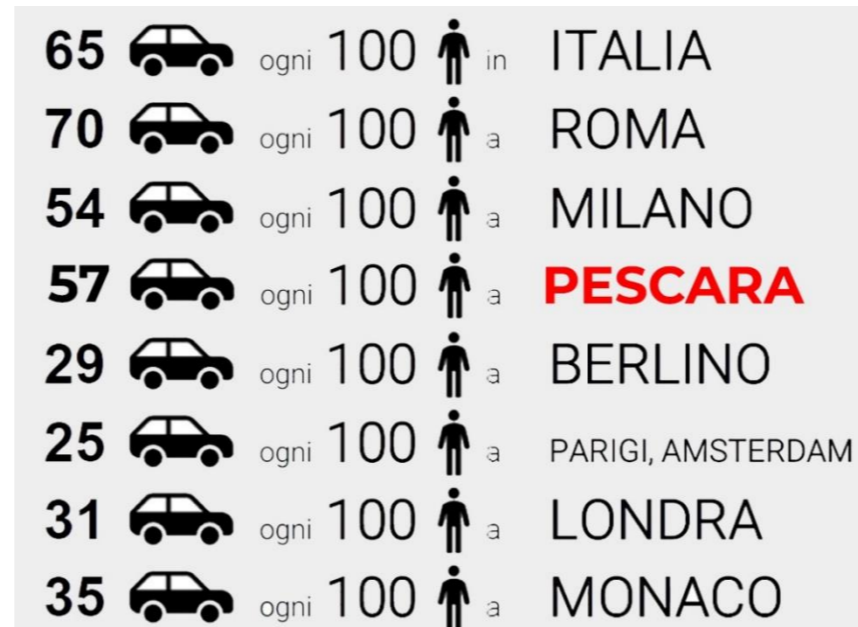 65 ogni 100 in ITALIA
70 ogni 100 a ROMA
54 ogni 100 a MILANO
57 ogni 100 a PESCARA
29 ogni 100 a BERLINO
25 ogni 100 a PARIGI, AMSTERDAM
31 ogni 100 a LONDRA
35 ogni 100 a MONACO